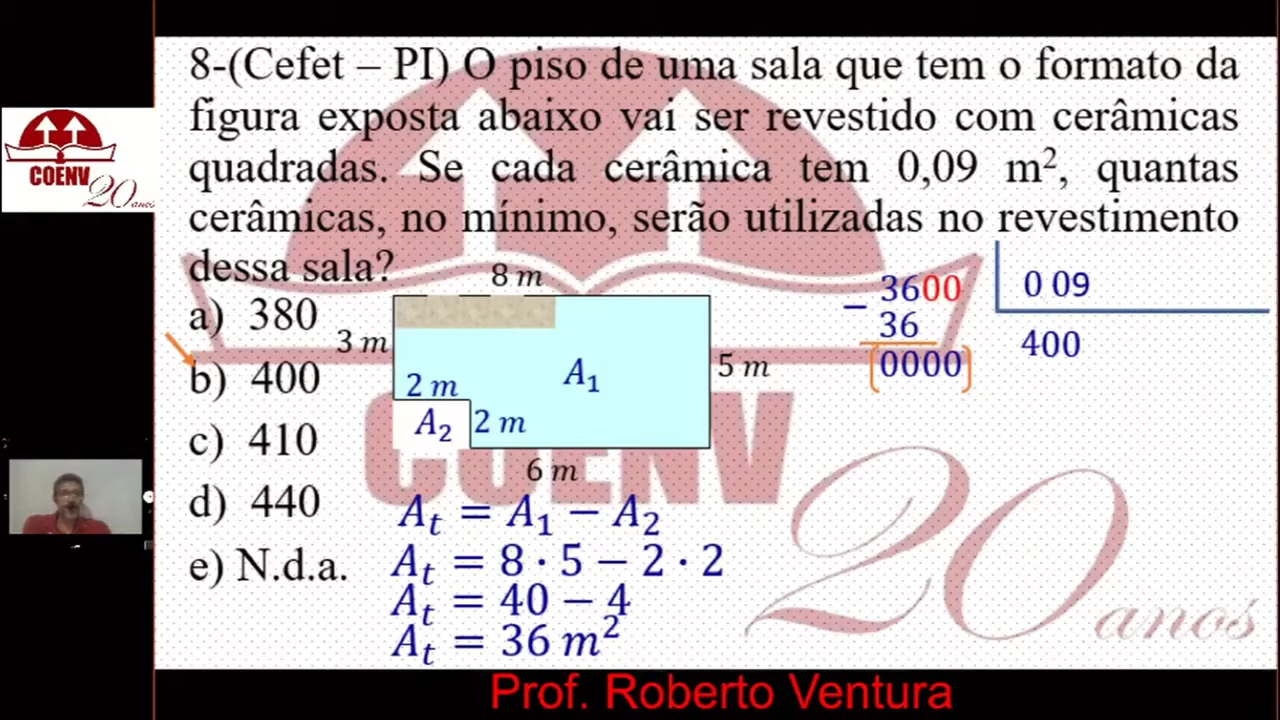 8-(Cefet – PI) O piso de uma sala que tem o formato da
figura exposta abaixo vai ser revestido com cerâmicas
quadradas. Se cada cerâmica tem 0,09 m², quantas
cerâmicas, no mínimo, serão utilizadas no revestimento
dessa sala?
a) 380
b) 400
c) 410
d) 440
e) N.d.a.
8 m
3 m
2 m
A₁
5 m
A₂
2 m
6 m
Aₜ = A₁ − A₂
Aₜ = 8 · 5 − 2 · 2
Aₜ = 40 − 4
Aₜ = 36 m²
3600
0 09
− 36
400
(0000)
COENV
20 anos
COENV
20 anos
Prof. Roberto Ventura